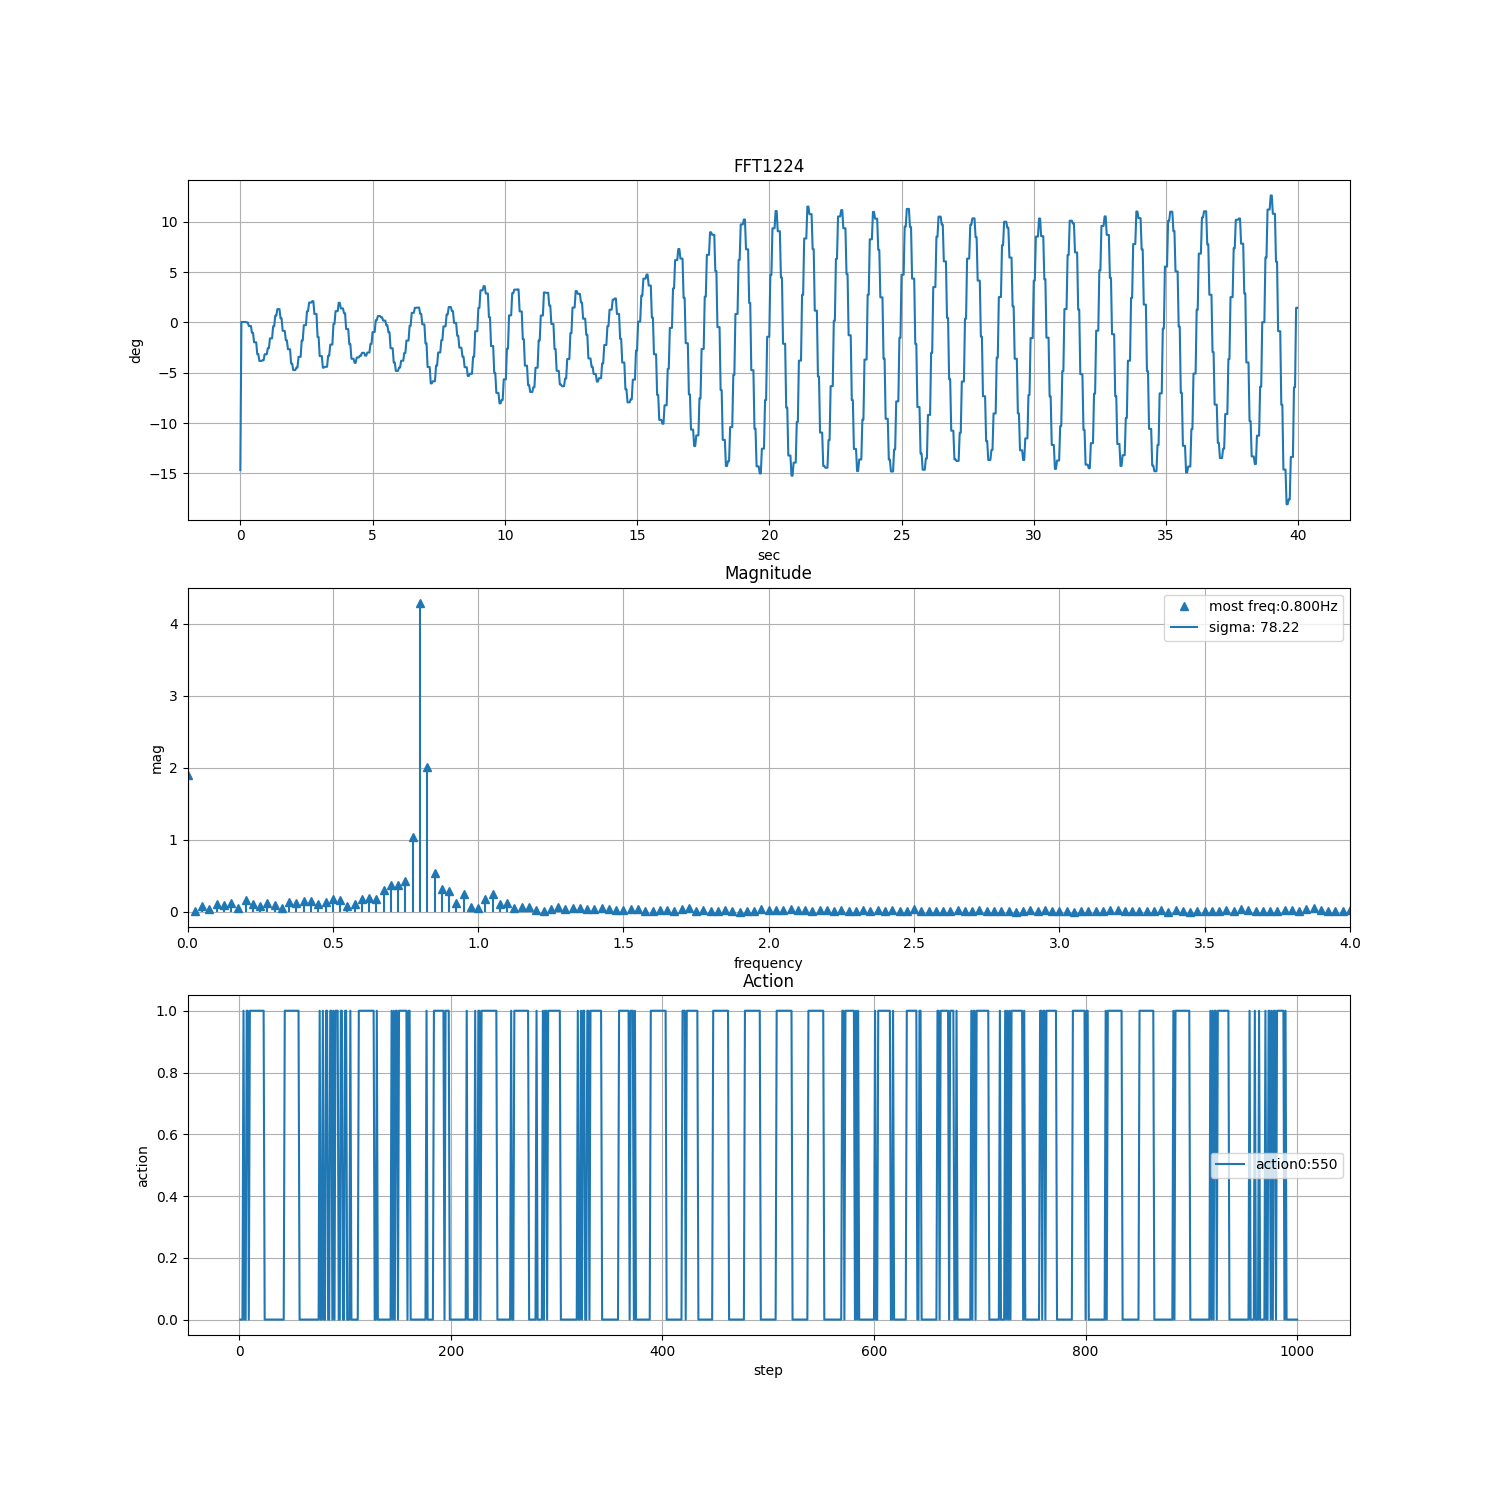 FFT1224
10
5
0
−5
−10
−15
deg
0 5 10 15 20 25 30 35 40
sec
Magnitude
most freq:0.800Hz
sigma: 78.22
4
3
2
1
0
mag
0.0 0.5 1.0 1.5 2.0 2.5 3.0 3.5 4.0
frequency
Action
1.0
0.8
0.6
0.4
0.2
0.0
action
action0:550
0 200 400 600 800 1000
step